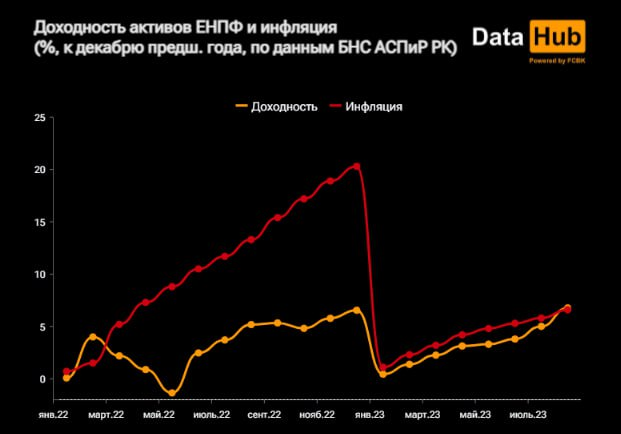 Доходность активов ЕНПФ и инфляция
(%, к декабрю предш. года, по данным БНС АСПиР РК)
Data Hub
Powered by FCBK
Доходность Инфляция
25
20
15
10
5
0
янв.22 март.22 май.22 июль.22 сент.22 нояб.22 янв.23 март.23 май.23 июль.23